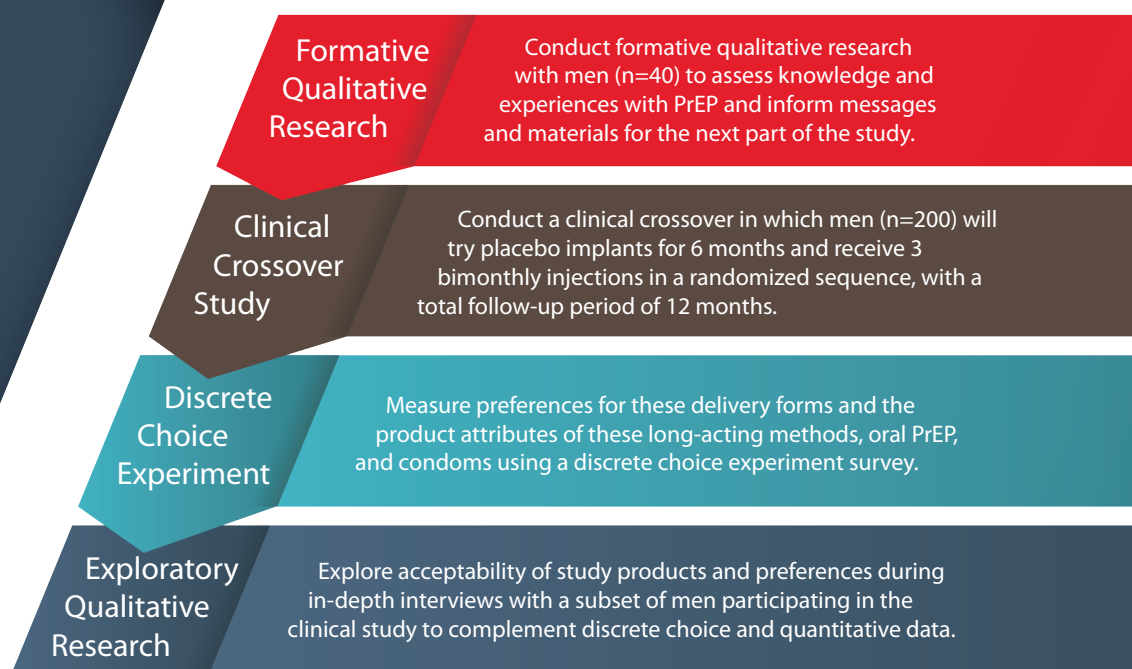 Formative
Qualitative
Research
Conduct formative qualitative research
with men (n=40) to assess knowledge and
experiences with PrEP and inform messages
and materials for the next part of the study.
Clinical
Crossover
Study
Conduct a clinical crossover in which men (n=200) will
try placebo implants for 6 months and receive 3
bimonthly injections in a randomized sequence, with a
total follow-up period of 12 months.
Discrete
Choice
Experiment
Measure preferences for these delivery forms and the
product attributes of these long-acting methods, oral PrEP,
and condoms using a discrete choice experiment survey.
Exploratory
Qualitative
Research
Explore acceptability of study products and preferences during
in-depth interviews with a subset of men participating in the
clinical study to complement discrete choice and quantitative data.